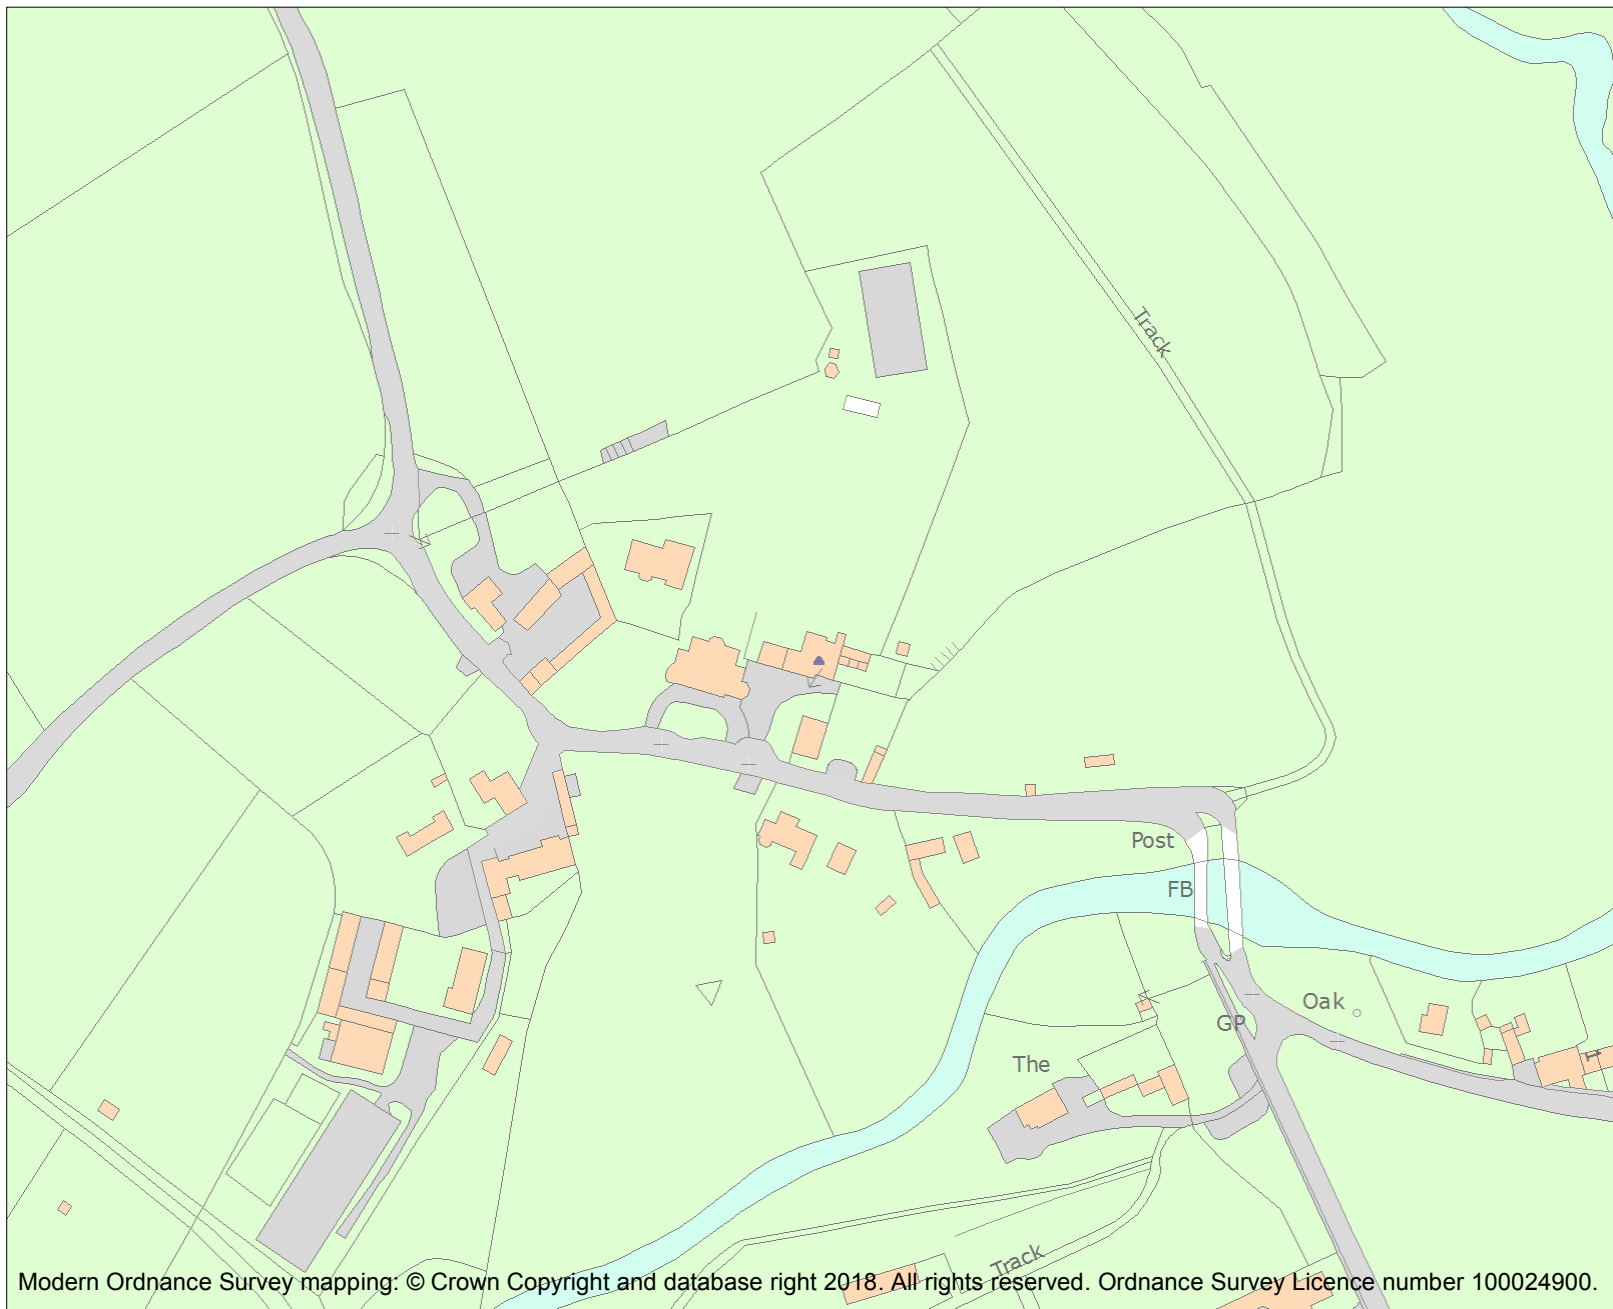 Track
Post
FB
Oak
GP
The
1
Track
Modern Ordnance Survey mapping: © Crown Copyright and database right 2018. All rights reserved. Ordnance Survey Licence number 100024900.